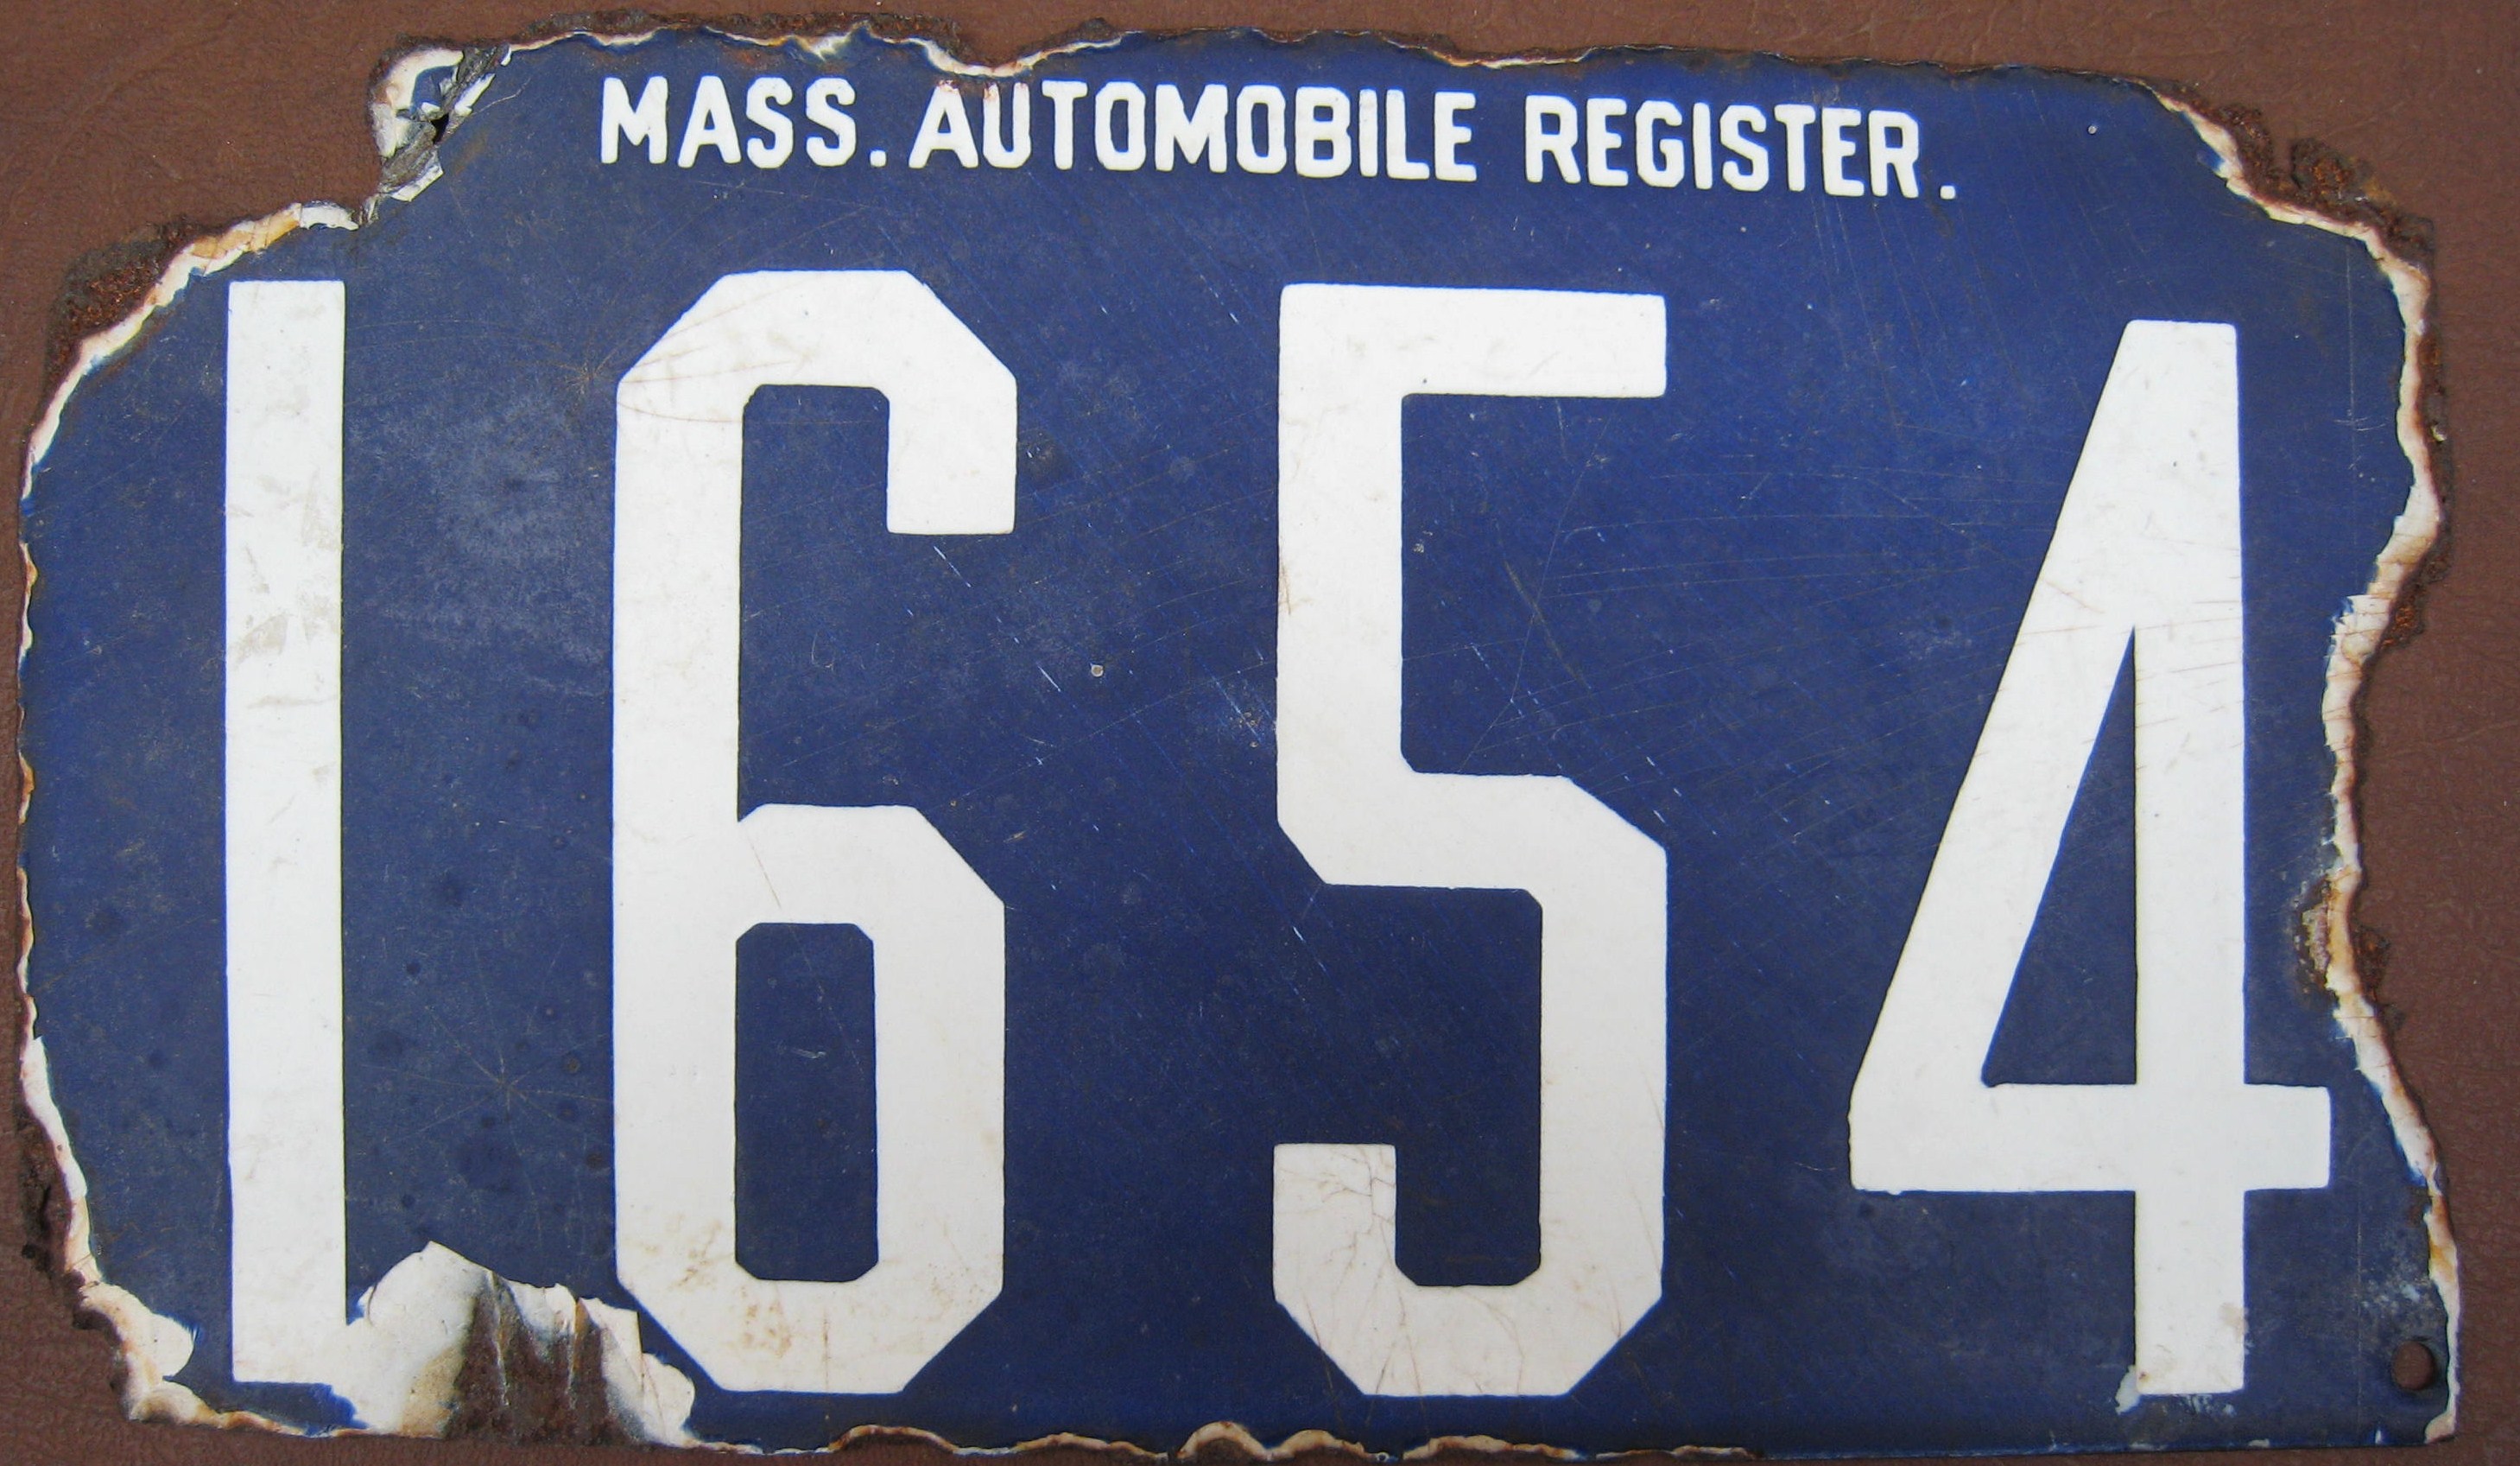 MASS. AUTOMOBILE REGISTER.
1654